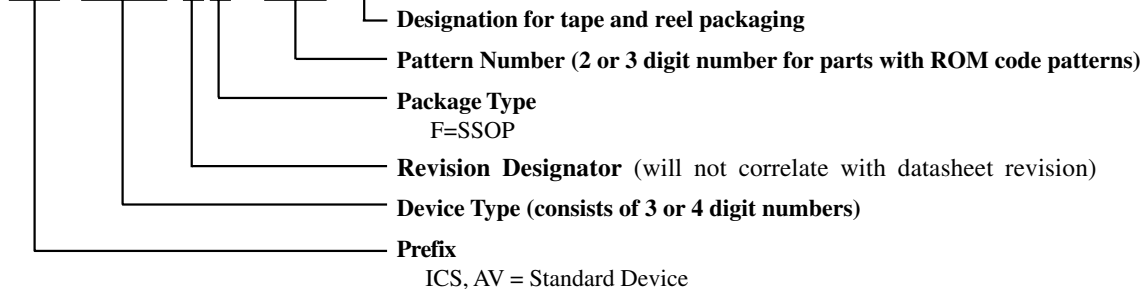 Designation for tape and reel packaging
Pattern Number (2 or 3 digit number for parts with ROM code patterns)
Package Type
F=SSOP
Revision Designator (will not correlate with datasheet revision)
Device Type (consists of 3 or 4 digit numbers)
Prefix
ICS, AV = Standard Device